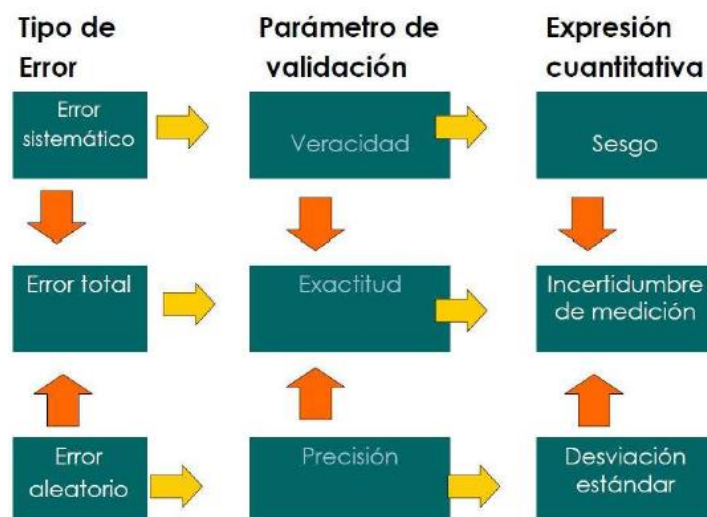 Tipo de
Error
Parámetro de
validación
Expresión
cuantitativa
Error
sistemático
Veracidad
Sesgo
Error total
Exactitud
Incertidumbre
de medición
Error
aleatorio
Precisión
Desviación
estándar